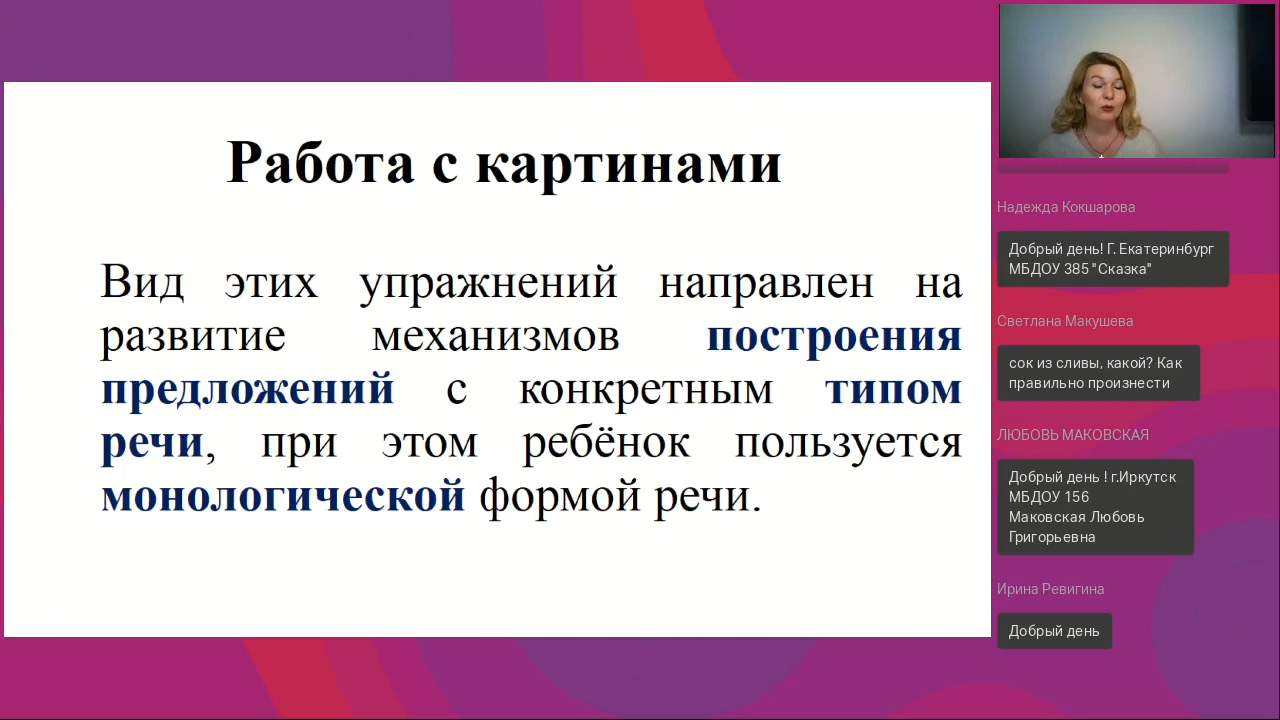 Работа с картинами
Вид этих упражнений направлен на
развитие механизмов построения
предложений с конкретным типом
речи, при этом ребёнок пользуется
монологической формой речи.
Надежда Кокшарова
Добрый день! Г. Екатеринбург
МБДОУ 385 "Сказка"
Светлана Макушева
сок из сливы, какой? Как
правильно произнести
ЛЮБОВЬ МАКОВСКАЯ
Добрый день ! г.Иркутск
МБДОУ 156
Маковская Любовь
Григорьевна
Ирина Ревигина
Добрый день